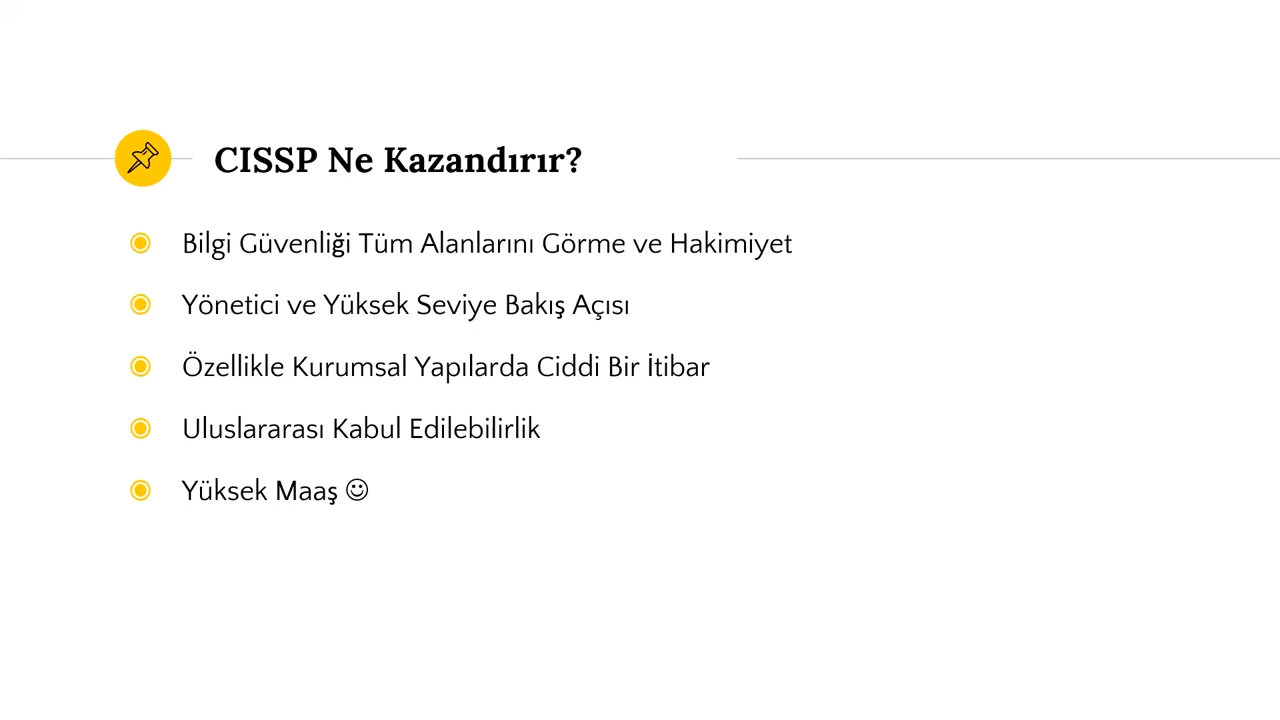 CISSP Ne Kazandırır?
Bilgi Güvenliği Tüm Alanlarını Görme ve Hakimiyet
Yönetici ve Yüksek Seviye Bakış Açısı
Özellikle Kurumsal Yapılarda Ciddi Bir İtibar
Uluslararası Kabul Edilebilirlik
Yüksek Maaş ☺